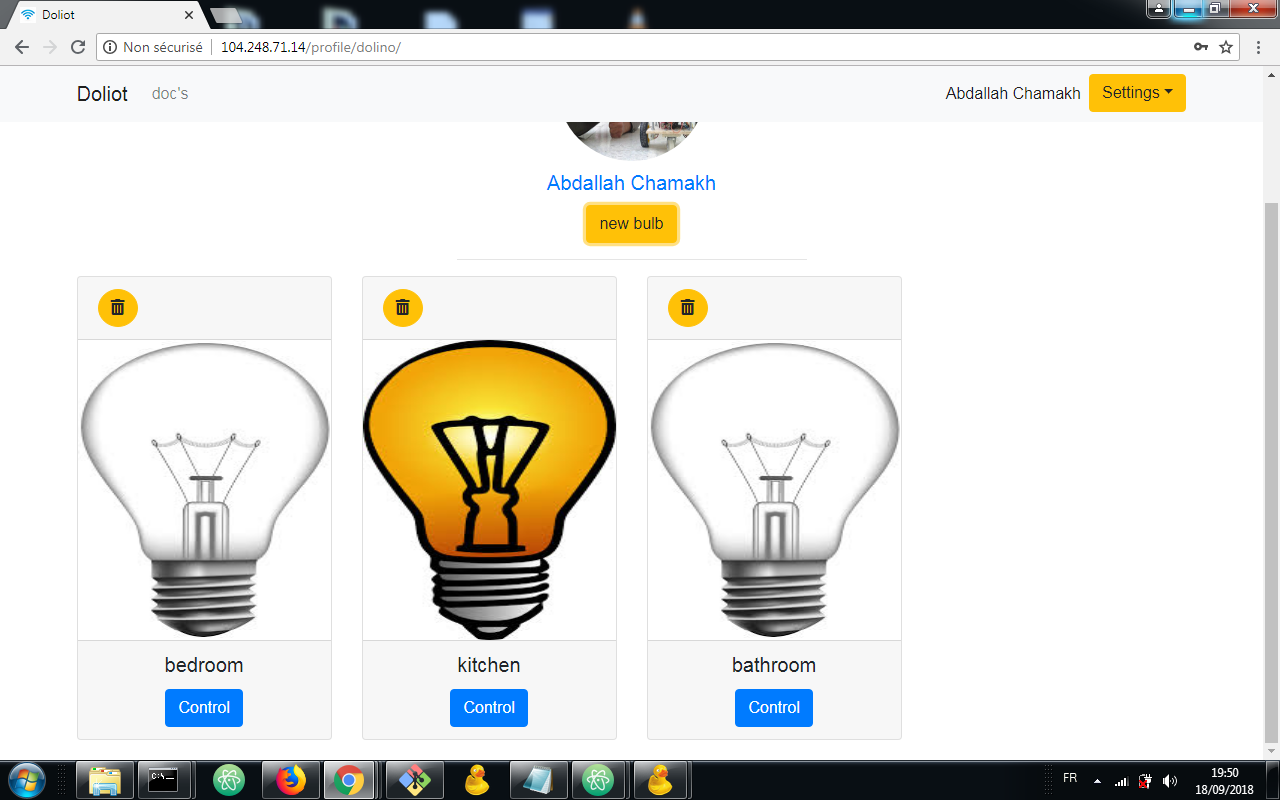 Doliot
Non sécurisé
104.248.71.14/profile/dolino/
Doliot
doc's
Abdallah Chamakh
Settings
Abdallah Chamakh
new bulb
bedroom
kitchen
bathroom
Control
Control
Control
C:\_
FR
19:50
18/09/2018